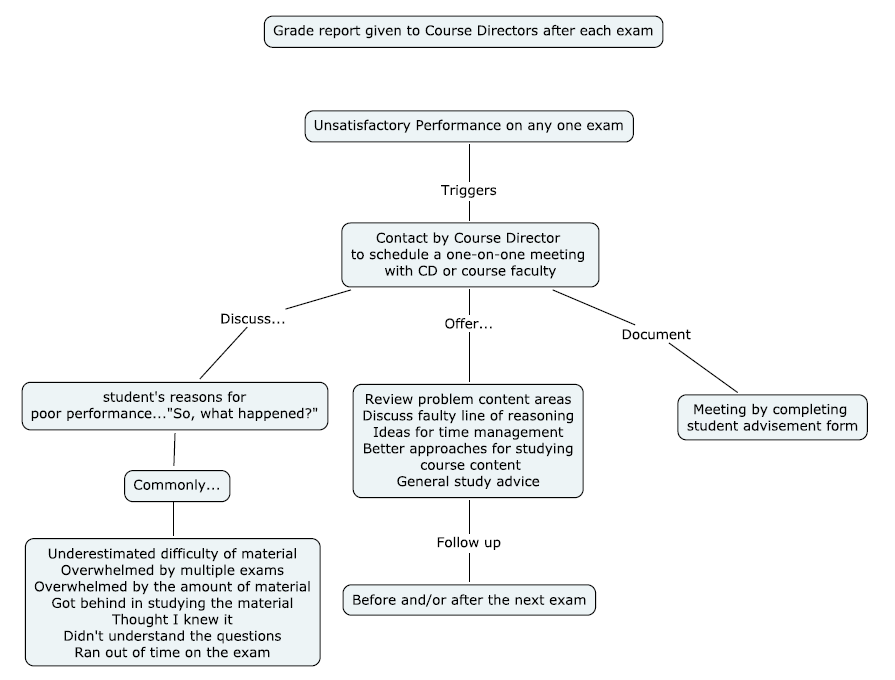 Grade report given to Course Directors after each exam
Unsatisfactory Performance on any one exam
Triggers
Contact by Course Director
to schedule a one-on-one meeting
with CD or course faculty
Discuss...
Offer...
Document
student's reasons for
poor performance..."So, what happened?"
Review problem content areas
Discuss faulty line of reasoning
Ideas for time management
Better approaches for studying
course content
General study advice
Meeting by completing
student advisement form
Commonly...
Follow up
Underestimated difficulty of material
Overwhelmed by multiple exams
Overwhelmed by the amount of material
Got behind in studying the material
Thought I knew it
Didn't understand the questions
Ran out of time on the exam
Before and/or after the next exam